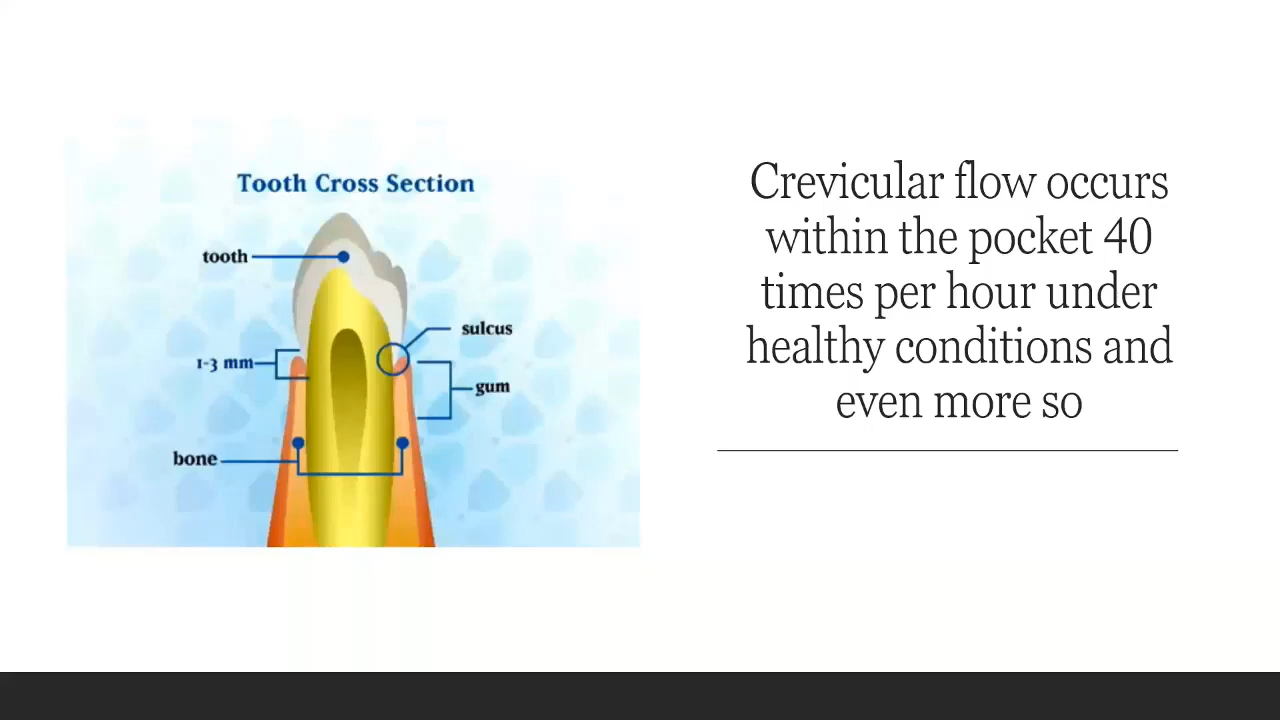 Tooth Cross Section
tooth
sulcus
1-3 mm
gum
bone
Crevicular flow occurs
within the pocket 40
times per hour under
healthy conditions and
even more so